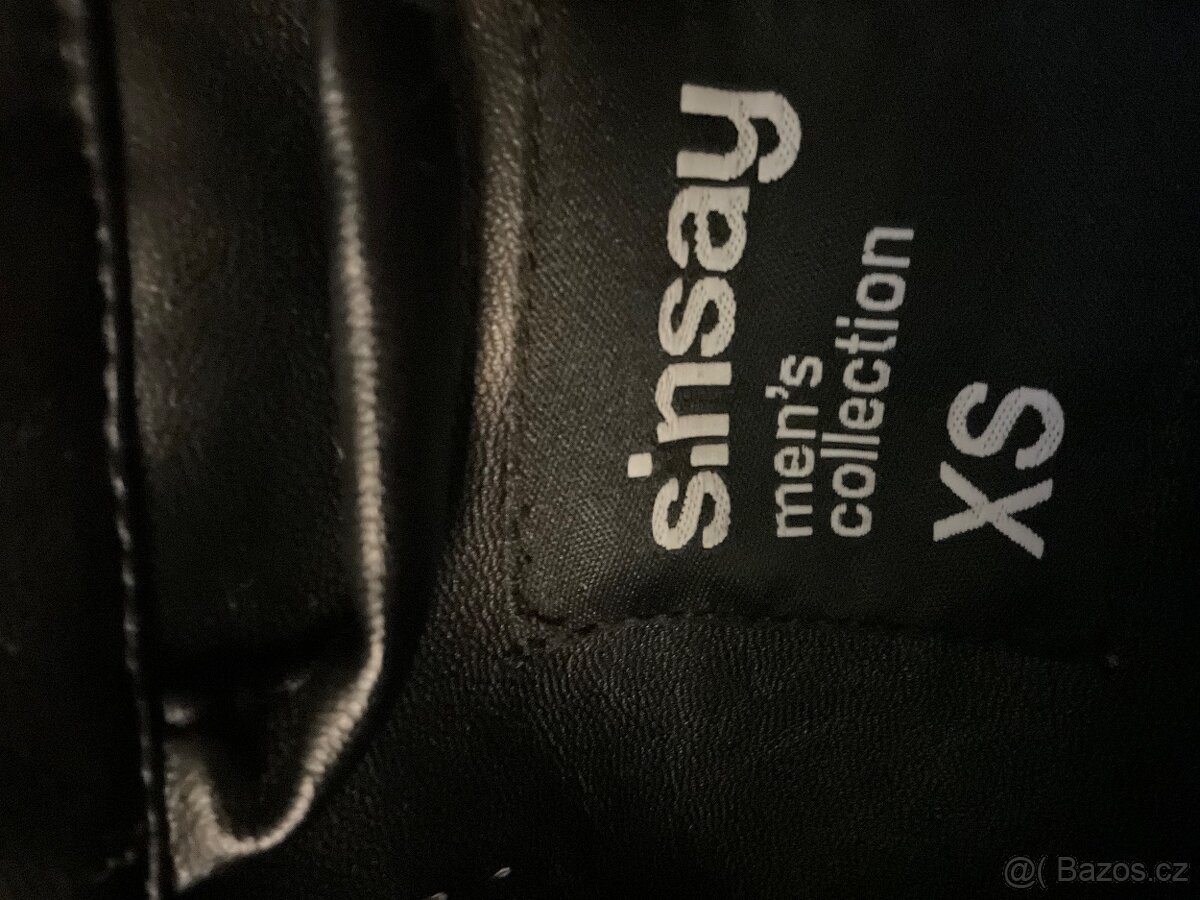 sinsay
men's
collection
XS
@( Bazos.cz